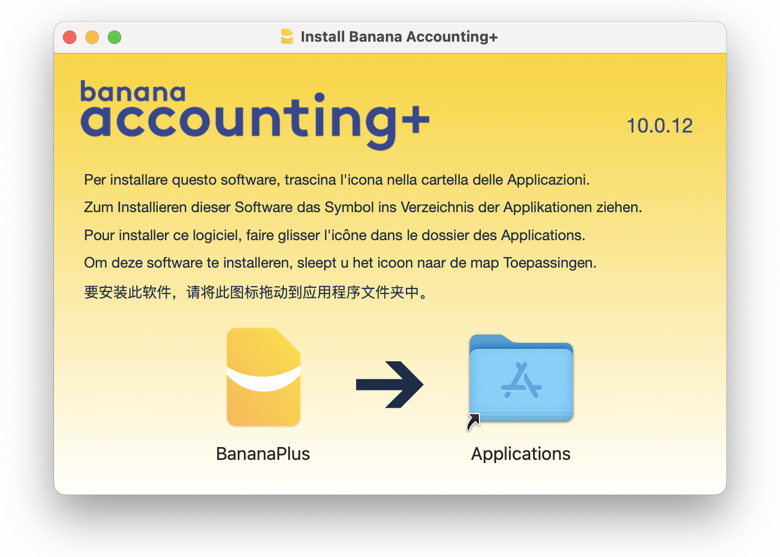 Install Banana Accounting+
banana
accounting+
10.0.12
Per installare questo software, trascina l'icona nella cartella delle Applicazioni.
Zum Installieren dieser Software das Symbol ins Verzeichnis der Applikationen ziehen.
Pour installer ce logiciel, faire glisser l'icône dans le dossier des Applications.
Om deze software te installeren, sleept u het icoon naar de map Toepassingen.
要安装此软件，请将此图标拖动到应用程序文件夹中。
BananaPlus
Applications